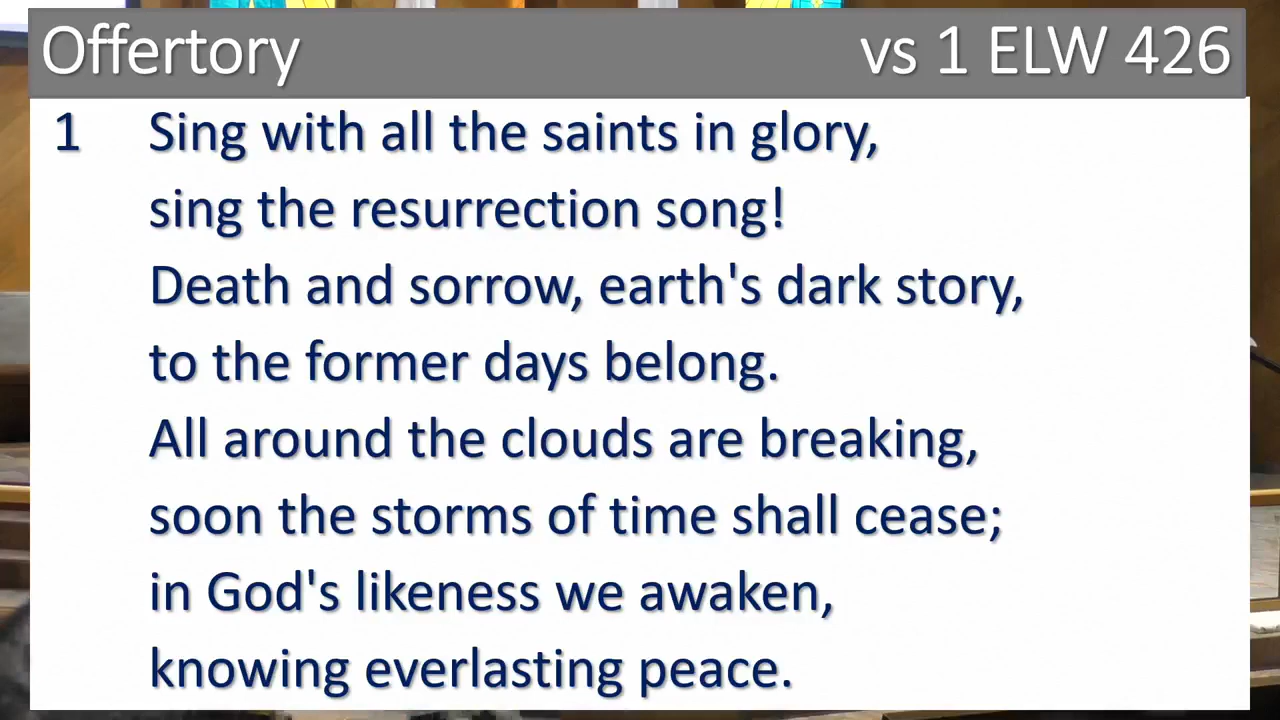 Offertory vs 1 ELW 426
1 Sing with all the saints in glory,
sing the resurrection song!
Death and sorrow, earth's dark story,
to the former days belong.
All around the clouds are breaking,
soon the storms of time shall cease;
in God's likeness we awaken,
knowing everlasting peace.